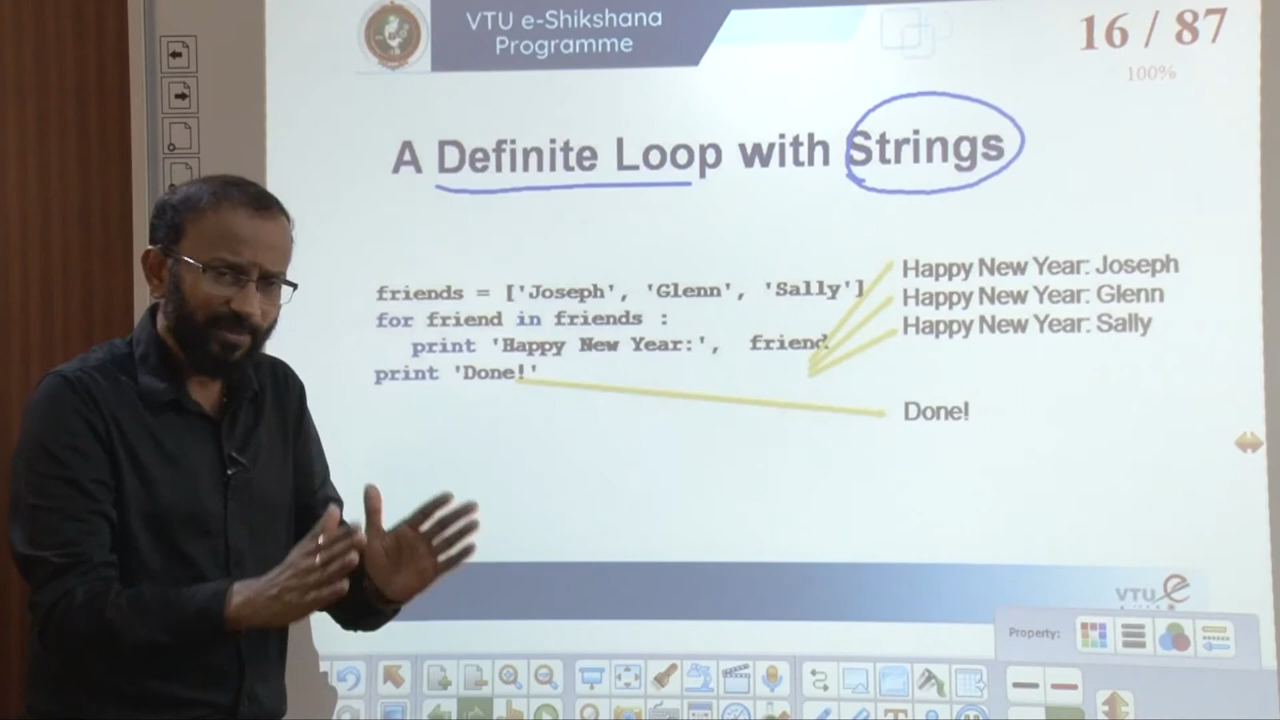 VTU e-Shikshana
Programme
16 / 87
100%
A Definite Loop with Strings
friends = ['Joseph', 'Glenn', 'Sally']
for friend in friends :
print 'Happy New Year:', friend
print 'Done!'
Happy New Year: Joseph
Happy New Year: Glenn
Happy New Year: Sally
Done!
VTU e
Property: